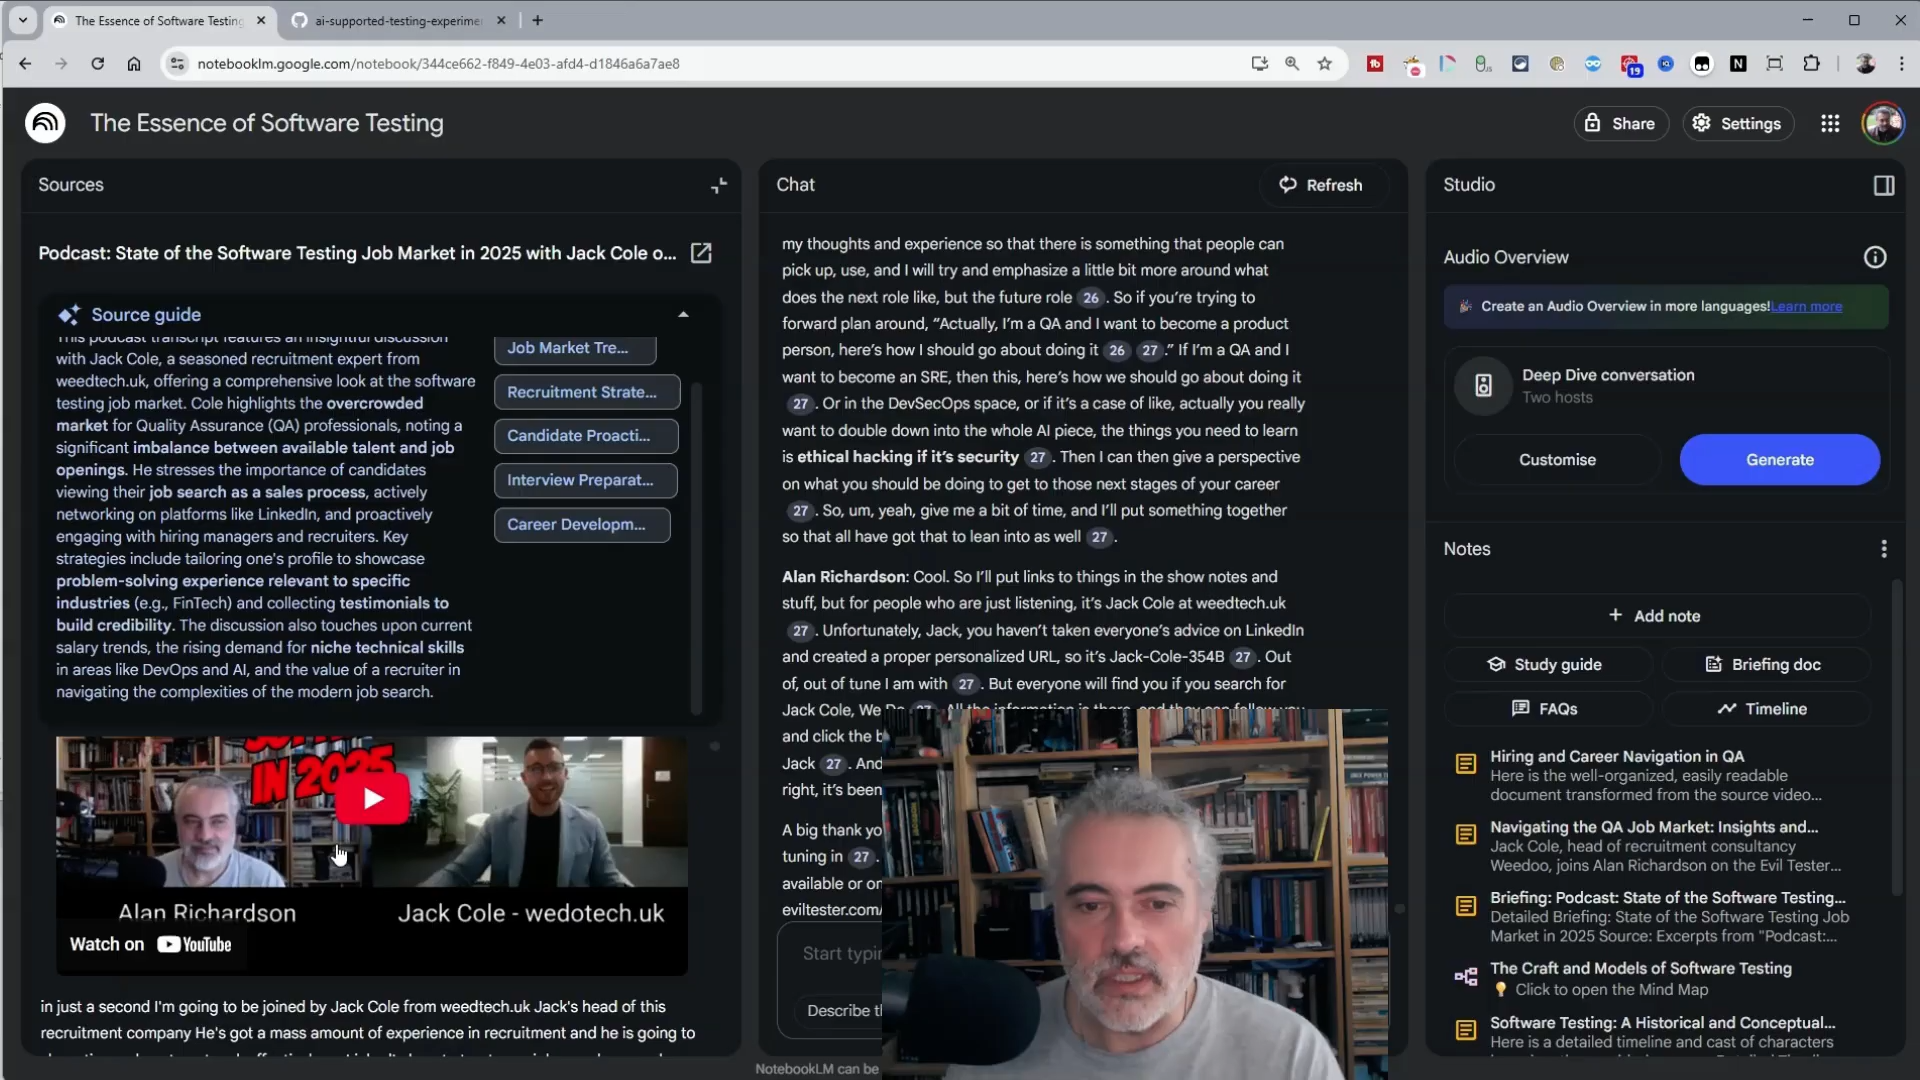 The Essence of Software Testing
ai-supported-testing-experime
notebooklm.google.com/notebook/344ce662-f849-4e03-afd4-d1846a6a7ae8
19
The Essence of Software Testing
Share
Settings
Sources
Podcast: State of the Software Testing Job Market in 2025 with Jack Cole o...
Source guide
This podcast transcript features an insightful discussion
with Jack Cole, a seasoned recruitment expert from
weedtech.uk, offering a comprehensive look at the software
testing job market. Cole highlights the overcrowded
market for Quality Assurance (QA) professionals, noting a
significant imbalance between available talent and job
openings. He stresses the importance of candidates
viewing their job search as a sales process, actively
networking on platforms like LinkedIn, and proactively
engaging with hiring managers and recruiters. Key
strategies include tailoring one's profile to showcase
problem-solving experience relevant to specific
industries (e.g., FinTech) and collecting testimonials to
build credibility. The discussion also touches upon current
salary trends, the rising demand for niche technical skills
in areas like DevOps and AI, and the value of a recruiter in
navigating the complexities of the modern job search.
Job Market Tre...
Recruitment Strate...
Candidate Proacti...
Interview Preparat...
Career Developm...
IN 2025
Alan Richardson
Jack Cole - wedotech.uk
Watch on YouTube
in just a second I'm going to be joined by Jack Cole from weedtech.uk Jack's head of this
recruitment company He's got a mass amount of experience in recruitment and he is going to
Chat
Refresh
my thoughts and experience so that there is something that people can
pick up, use, and I will try and emphasize a little bit more around what
does the next role like, but the future role 26 . So if you’re trying to
forward plan around, “Actually, I’m a QA and I want to become a product
person, here’s how I should go about doing it 26 27 .” If I’m a QA and I
want to become an SRE, then this, here’s how we should go about doing it
27 . Or in the DevSecOps space, or if it’s a case of like, actually you really
want to double down into the whole AI piece, the things you need to learn
is ethical hacking if it’s security 27 . Then I can then give a perspective
on what you should be doing to get to those next stages of your career
27 . So, um, yeah, give me a bit of time, and I’ll put something together
so that all have got that to lean into as well 27 .
Alan Richardson: Cool. So I’ll put links to things in the show notes and
stuff, but for people who are just listening, it’s Jack Cole at weedtech.uk
27 . Unfortunately, Jack, you haven’t taken everyone’s advice on LinkedIn
and created a proper personalized URL, so it’s Jack-Cole-354B 27 . Out
of, out of tune I am with 27 . But everyone will find you if you search for
Jack Cole, We Do 27 . All the information is there, and they can follow you
and click the b
Jack 27 . And
right, it’s been
A big thank yo
tuning in 27 .
available or on
eviltester.com/
Start typin
Describe th
NotebookLM can be
Studio
Audio Overview
Create an Audio Overview in more languages! Learn more
Deep Dive conversation
Two hosts
Customise
Generate
Notes
Add note
Study guide
Briefing doc
FAQs
Timeline
Hiring and Career Navigation in QA
Here is the well-organized, easily readable
document transformed from the source video...
Navigating the QA Job Market: Insights and...
Jack Cole, head of recruitment consultancy
Weedoo, joins Alan Richardson on the Evil Tester...
Briefing: Podcast: State of the Software Testing...
Detailed Briefing: State of the Software Testing Job
Market in 2025 Source: Excerpts from "Podcast:...
The Craft and Models of Software Testing
Click to open the Mind Map
Software Testing: A Historical and Conceptual...
Here is a detailed timeline and cast of characters